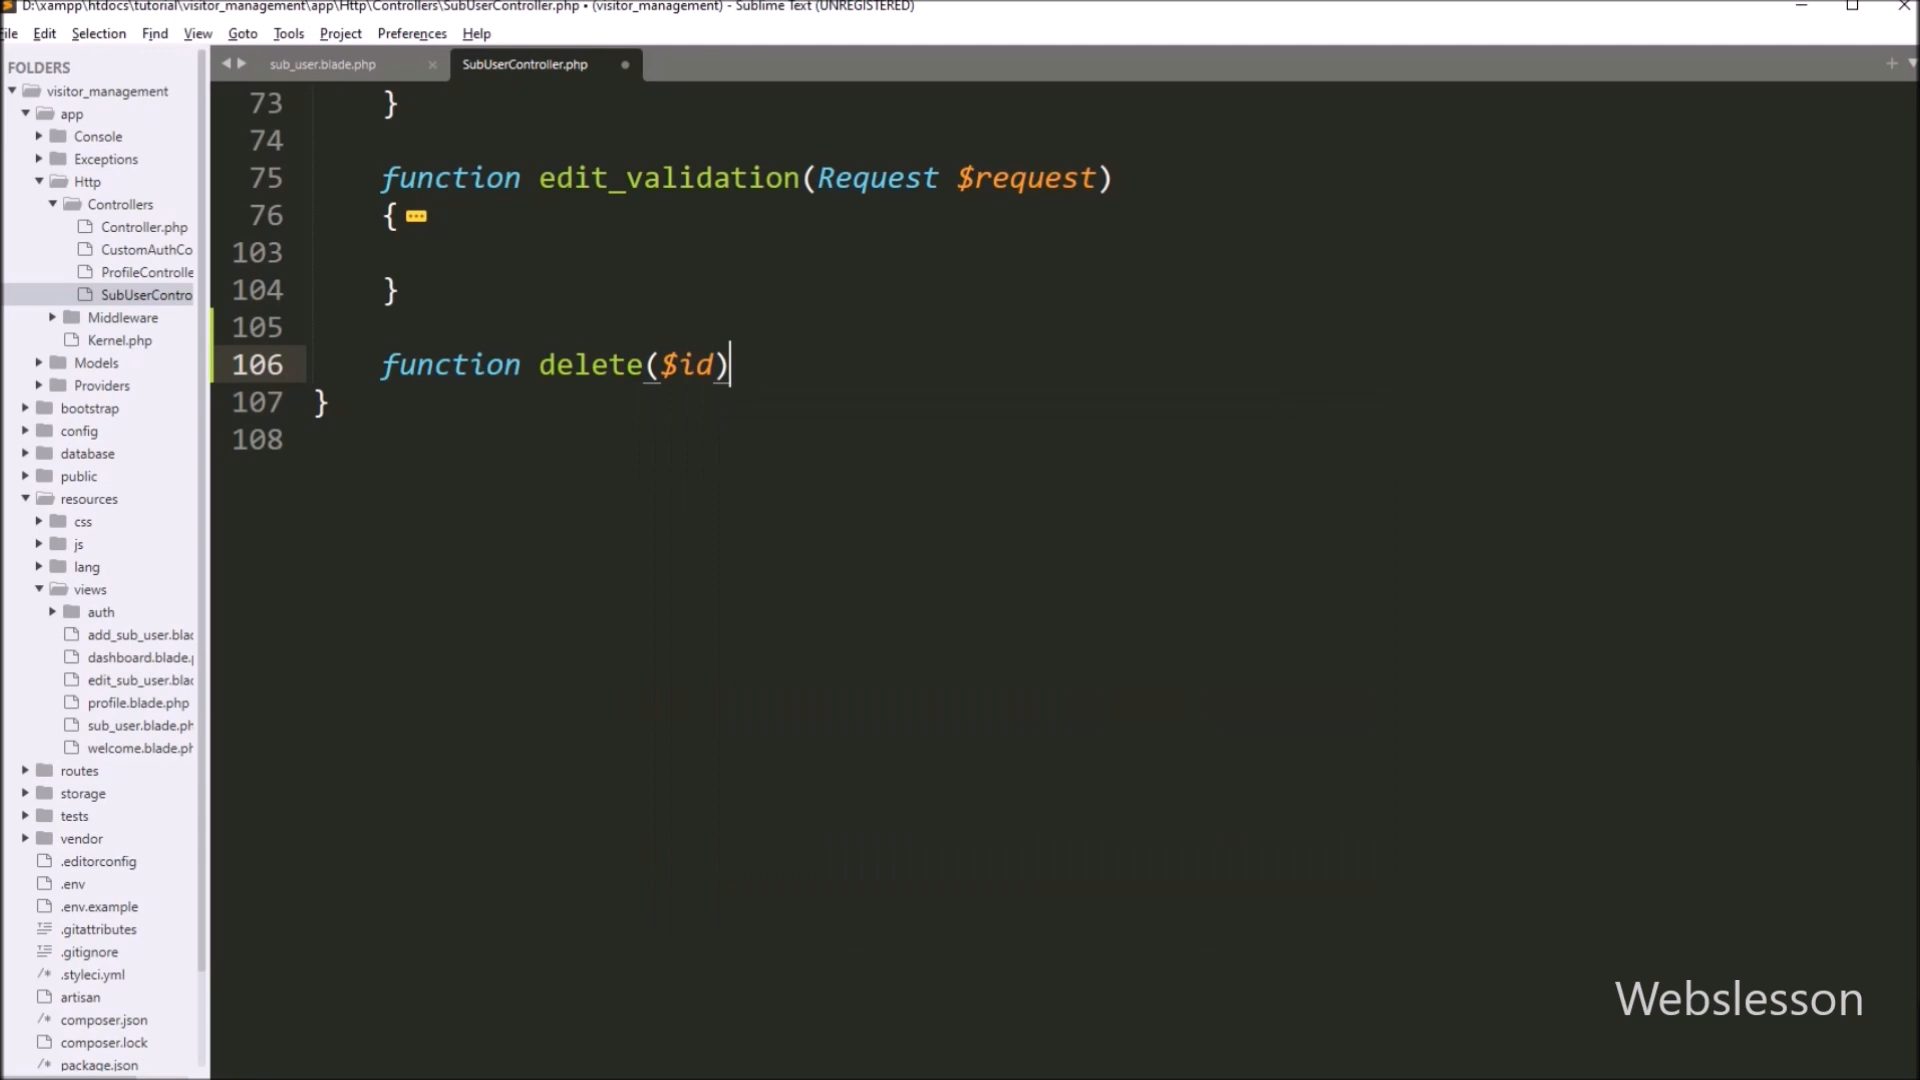 D:\xampp\htdocs\tutorial\visitor_management\app\Http\Controllers\SubUserController.php • (visitor_management) - Sublime Text (UNREGISTERED)
ile Edit Selection Find View Goto Tools Project Preferences Help
FOLDERS
visitor_management
app
Console
Exceptions
Http
Controllers
Controller.php
CustomAuthCo
ProfileControlle
SubUserContro
Middleware
Kernel.php
Models
Providers
bootstrap
config
database
public
resources
css
js
lang
views
auth
add_sub_user.blad
dashboard.blade.p
edit_sub_user.blad
profile.blade.php
sub_user.blade.ph
welcome.blade.ph
routes
storage
tests
vendor
.editorconfig
.env
.env.example
.gitattributes
.gitignore
/* .styleci.yml
artisan
/* composer.json
composer.lock
/* package.json
sub_user.blade.php × SubUserController.php •
73 }
74
75 function edit_validation(Request $request)
76 { ...
103
104 }
105
106 function delete($id)
107 }
108
Webslesson